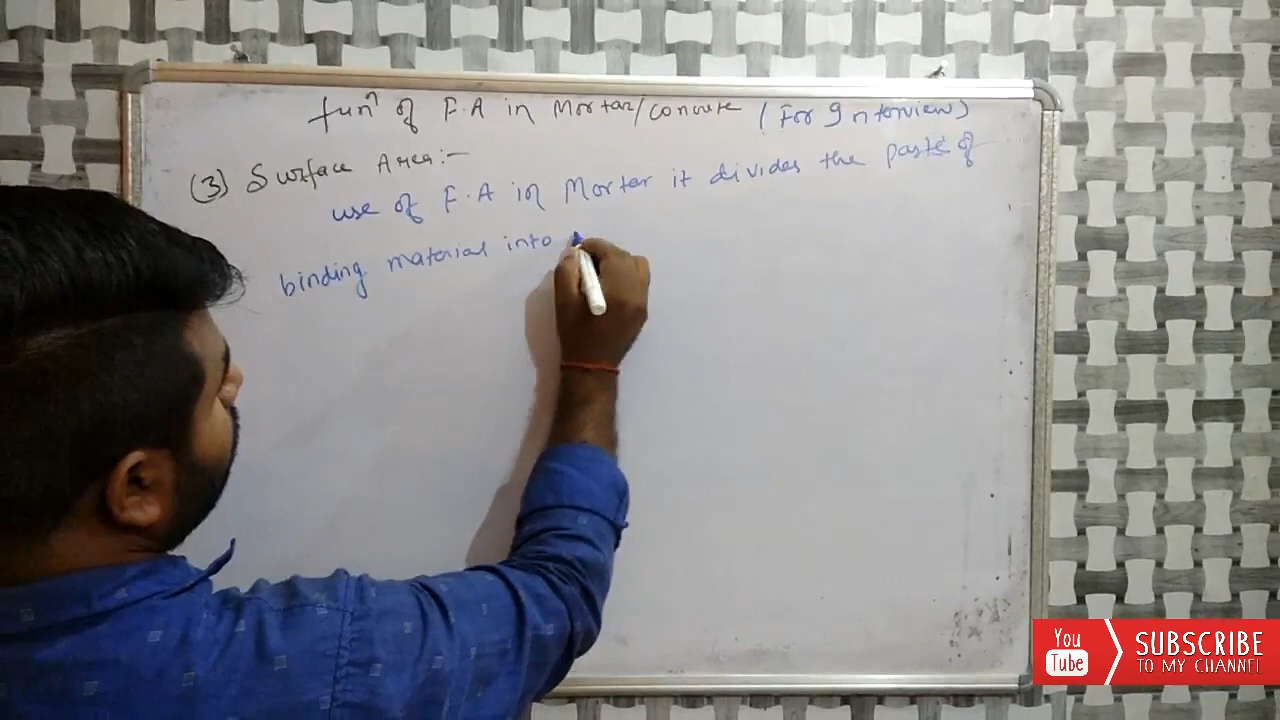 funⁿ of F.A in Mortar/concrete (For Interview)
(3) Surface Area:-
use of F.A in Mortar it divides the paste of
binding material into
You
Tube
SUBSCRIBE
TO MY CHANNEL